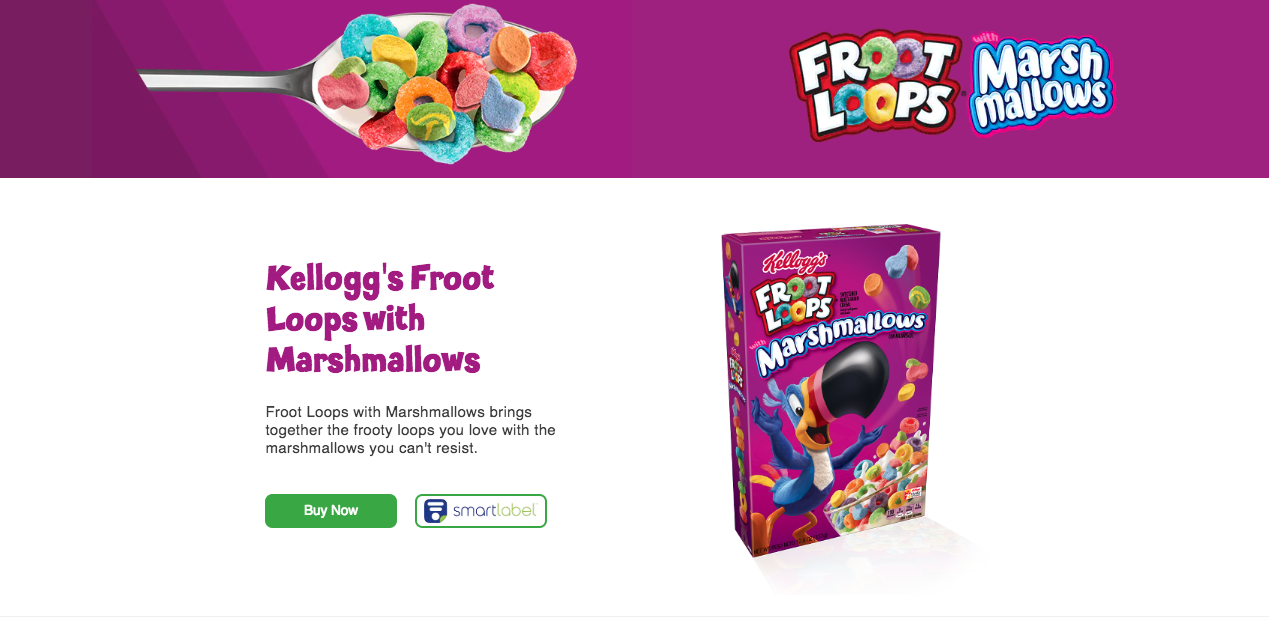 FROOT
LOOPS
with
Marsh
mallows
Kellogg's Froot
Loops with
Marshmallows
Froot Loops with Marshmallows brings
together the frooty loops you love with the
marshmallows you can't resist.
Buy Now
smartlabel
Kellogg's
FROOT
LOOPS
with
Marshmallows